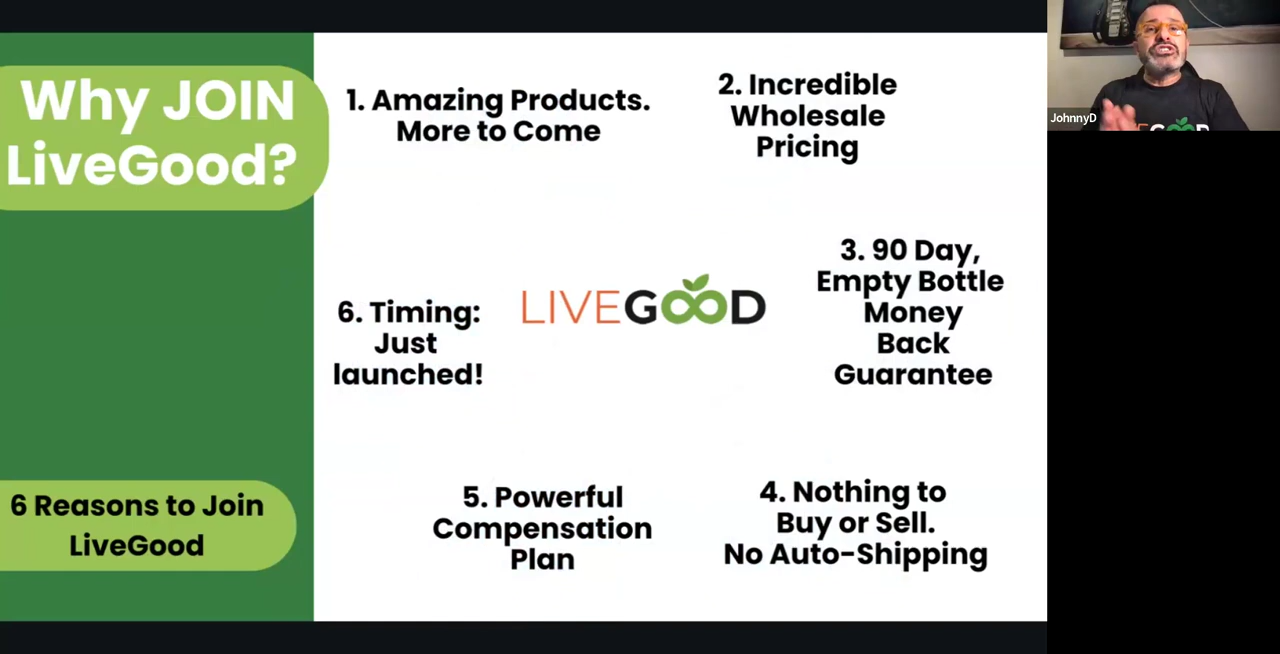 Why JOIN
LiveGood?
1. Amazing Products.
More to Come
2. Incredible
Wholesale
Pricing
3. 90 Day,
Empty Bottle
Money
Back
Guarantee
4. Nothing to
Buy or Sell.
No Auto-Shipping
5. Powerful
Compensation
Plan
6. Timing:
Just
launched!
LIVEGOOD
6 Reasons to Join
LiveGood
JohnnyD